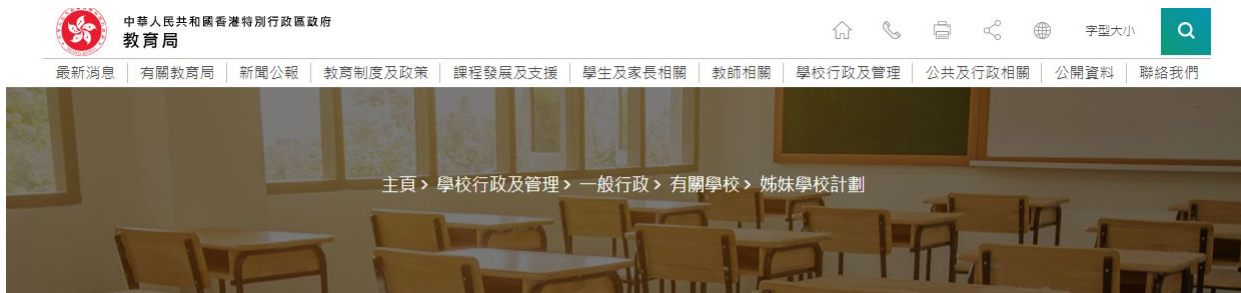 中華人民共和國香港特別行政區政府
教育局
字型大小
最新消息 | 有關教育局 | 新聞公報 | 教育制度及政策 | 課程發展及支援 | 學生及家長相關 | 教師相關 | 學校行政及管理 | 公共及行政相關 | 公開資料 | 聯絡我們
主頁 > 學校行政及管理 > 一般行政 > 有關學校 > 姊妹學校計劃